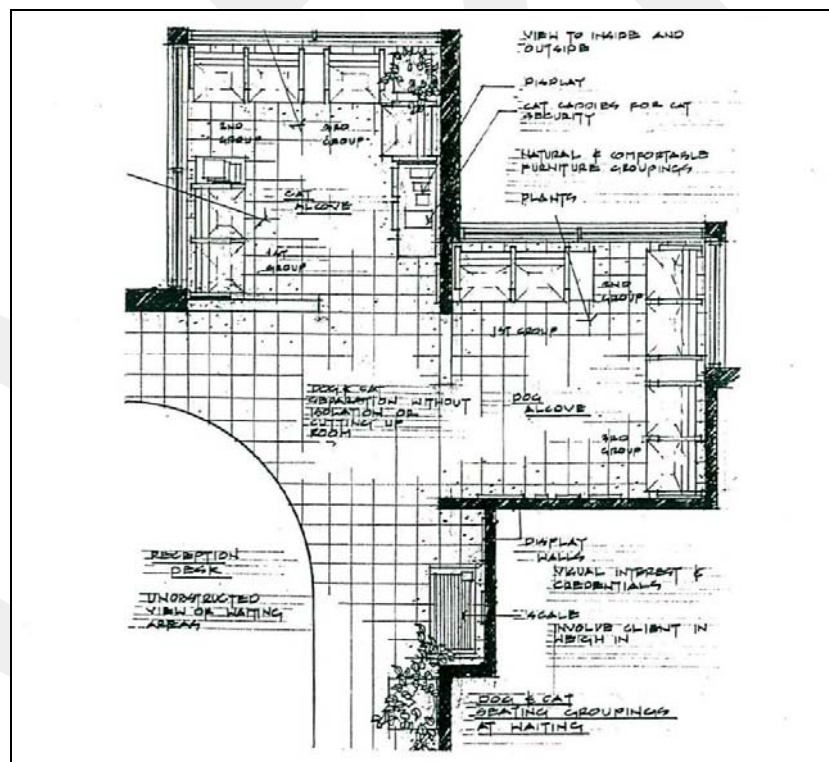 VIEW TO INSIDE AND
OUTSIDE
DISPLAY
CAT CADDIES FOR CAT
SECURITY
NATURAL & COMFORTABLE
FURNITURE GROUPINGS
PLANTS
2ND
GROUP
3RD
GROUP
CAT
ALCOVE
1ST
GROUP
2ND
GROUP
1ST GROUP
DOG & CAT
SEPARATION WITHOUT
ISOLATION OR
CUTTING UP
ROOM
DOG
ALCOVE
3RD
GROUP
RECEPTION
DESK
UNOBSTRUCTED
VIEW OF WAITING
AREAS
DISPLAY
WALLS
VISUAL INTEREST &
CREDENTIALS
SCALE
INVOLVE CLIENT IN
WEIGH IN
DOG & CAT
SEATING GROUPINGS
AT WAITING